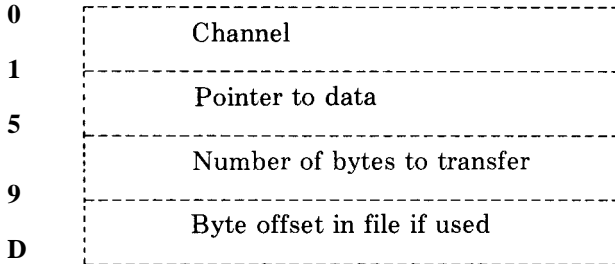 0
Channel
1
Pointer to data
5
Number of bytes to transfer
9
Byte offset in file if used
D